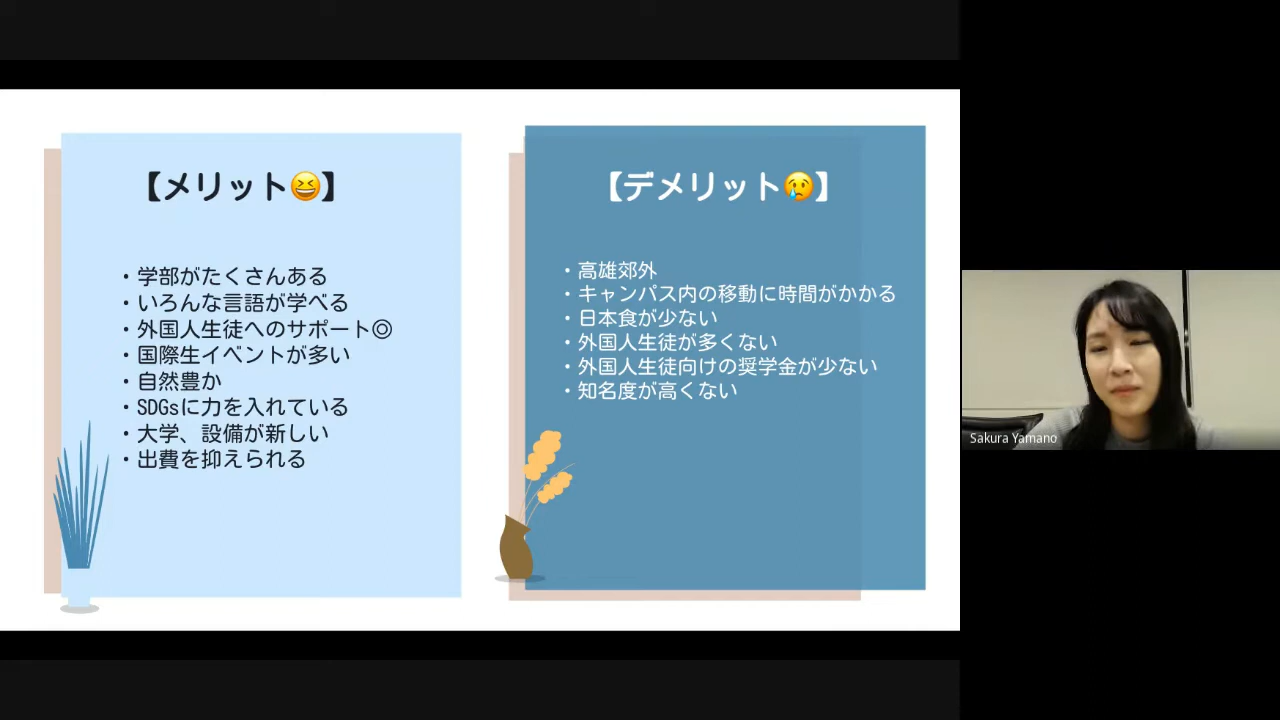 【メリット😆】
・学部がたくさんある
・いろんな言語が学べる
・外国人生徒へのサポート◎
・国際生イベントが多い
・自然豊か
・SDGsに力を入れている
・大学、設備が新しい
・出費を抑えられる
【デメリット😢】
・高雄郊外
・キャンパス内の移動に時間がかかる
・日本食が少ない
・外国人生徒が多くない
・外国人生徒向けの奨学金が少ない
・知名度が高くない
Sakura Yamano